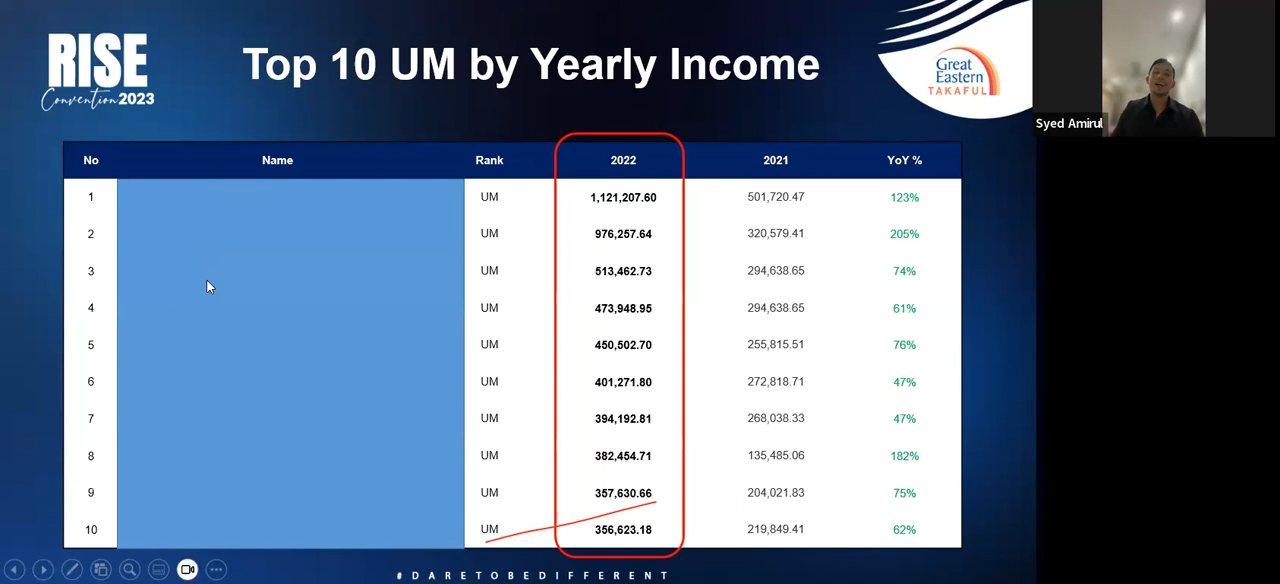 RISE
Convention 2023
Top 10 UM by Yearly Income
Great
Eastern
TAKAFUL
Syed Amirul
No Name Rank 2022 2021 YoY %
1 UM 1,121,207.60 501,720.47 123%
2 UM 976,257.64 320,579.41 205%
3 UM 513,462.73 294,638.65 74%
4 UM 473,948.95 294,638.65 61%
5 UM 450,502.70 255,815.51 76%
6 UM 401,271.80 272,818.71 47%
7 UM 394,192.81 268,038.33 47%
8 UM 382,454.71 135,485.06 182%
9 UM 357,630.66 204,021.83 75%
10 UM 356,623.18 219,849.41 62%
#DARETOBEDIFFERENT